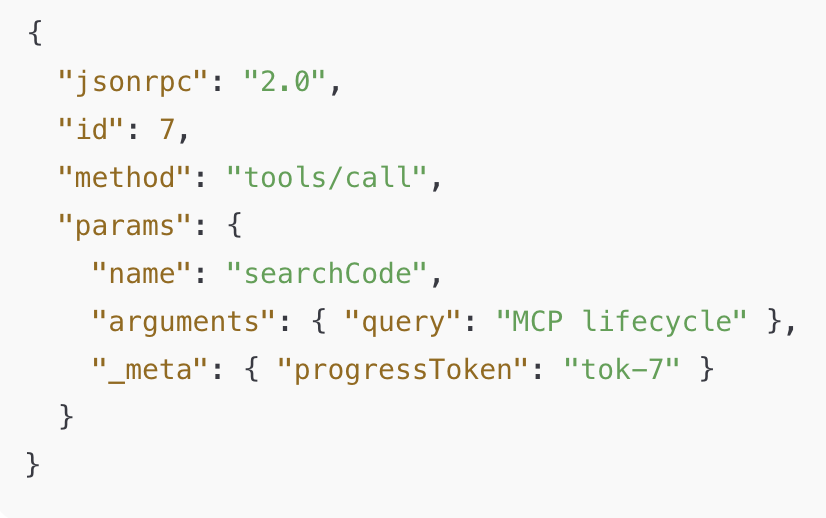 {
  "jsonrpc": "2.0",
  "id": 7,
  "method": "tools/call",
  "params": {
    "name": "searchCode",
    "arguments": { "query": "MCP lifecycle" },
    "_meta": { "progressToken": "tok-7" }
  }
}